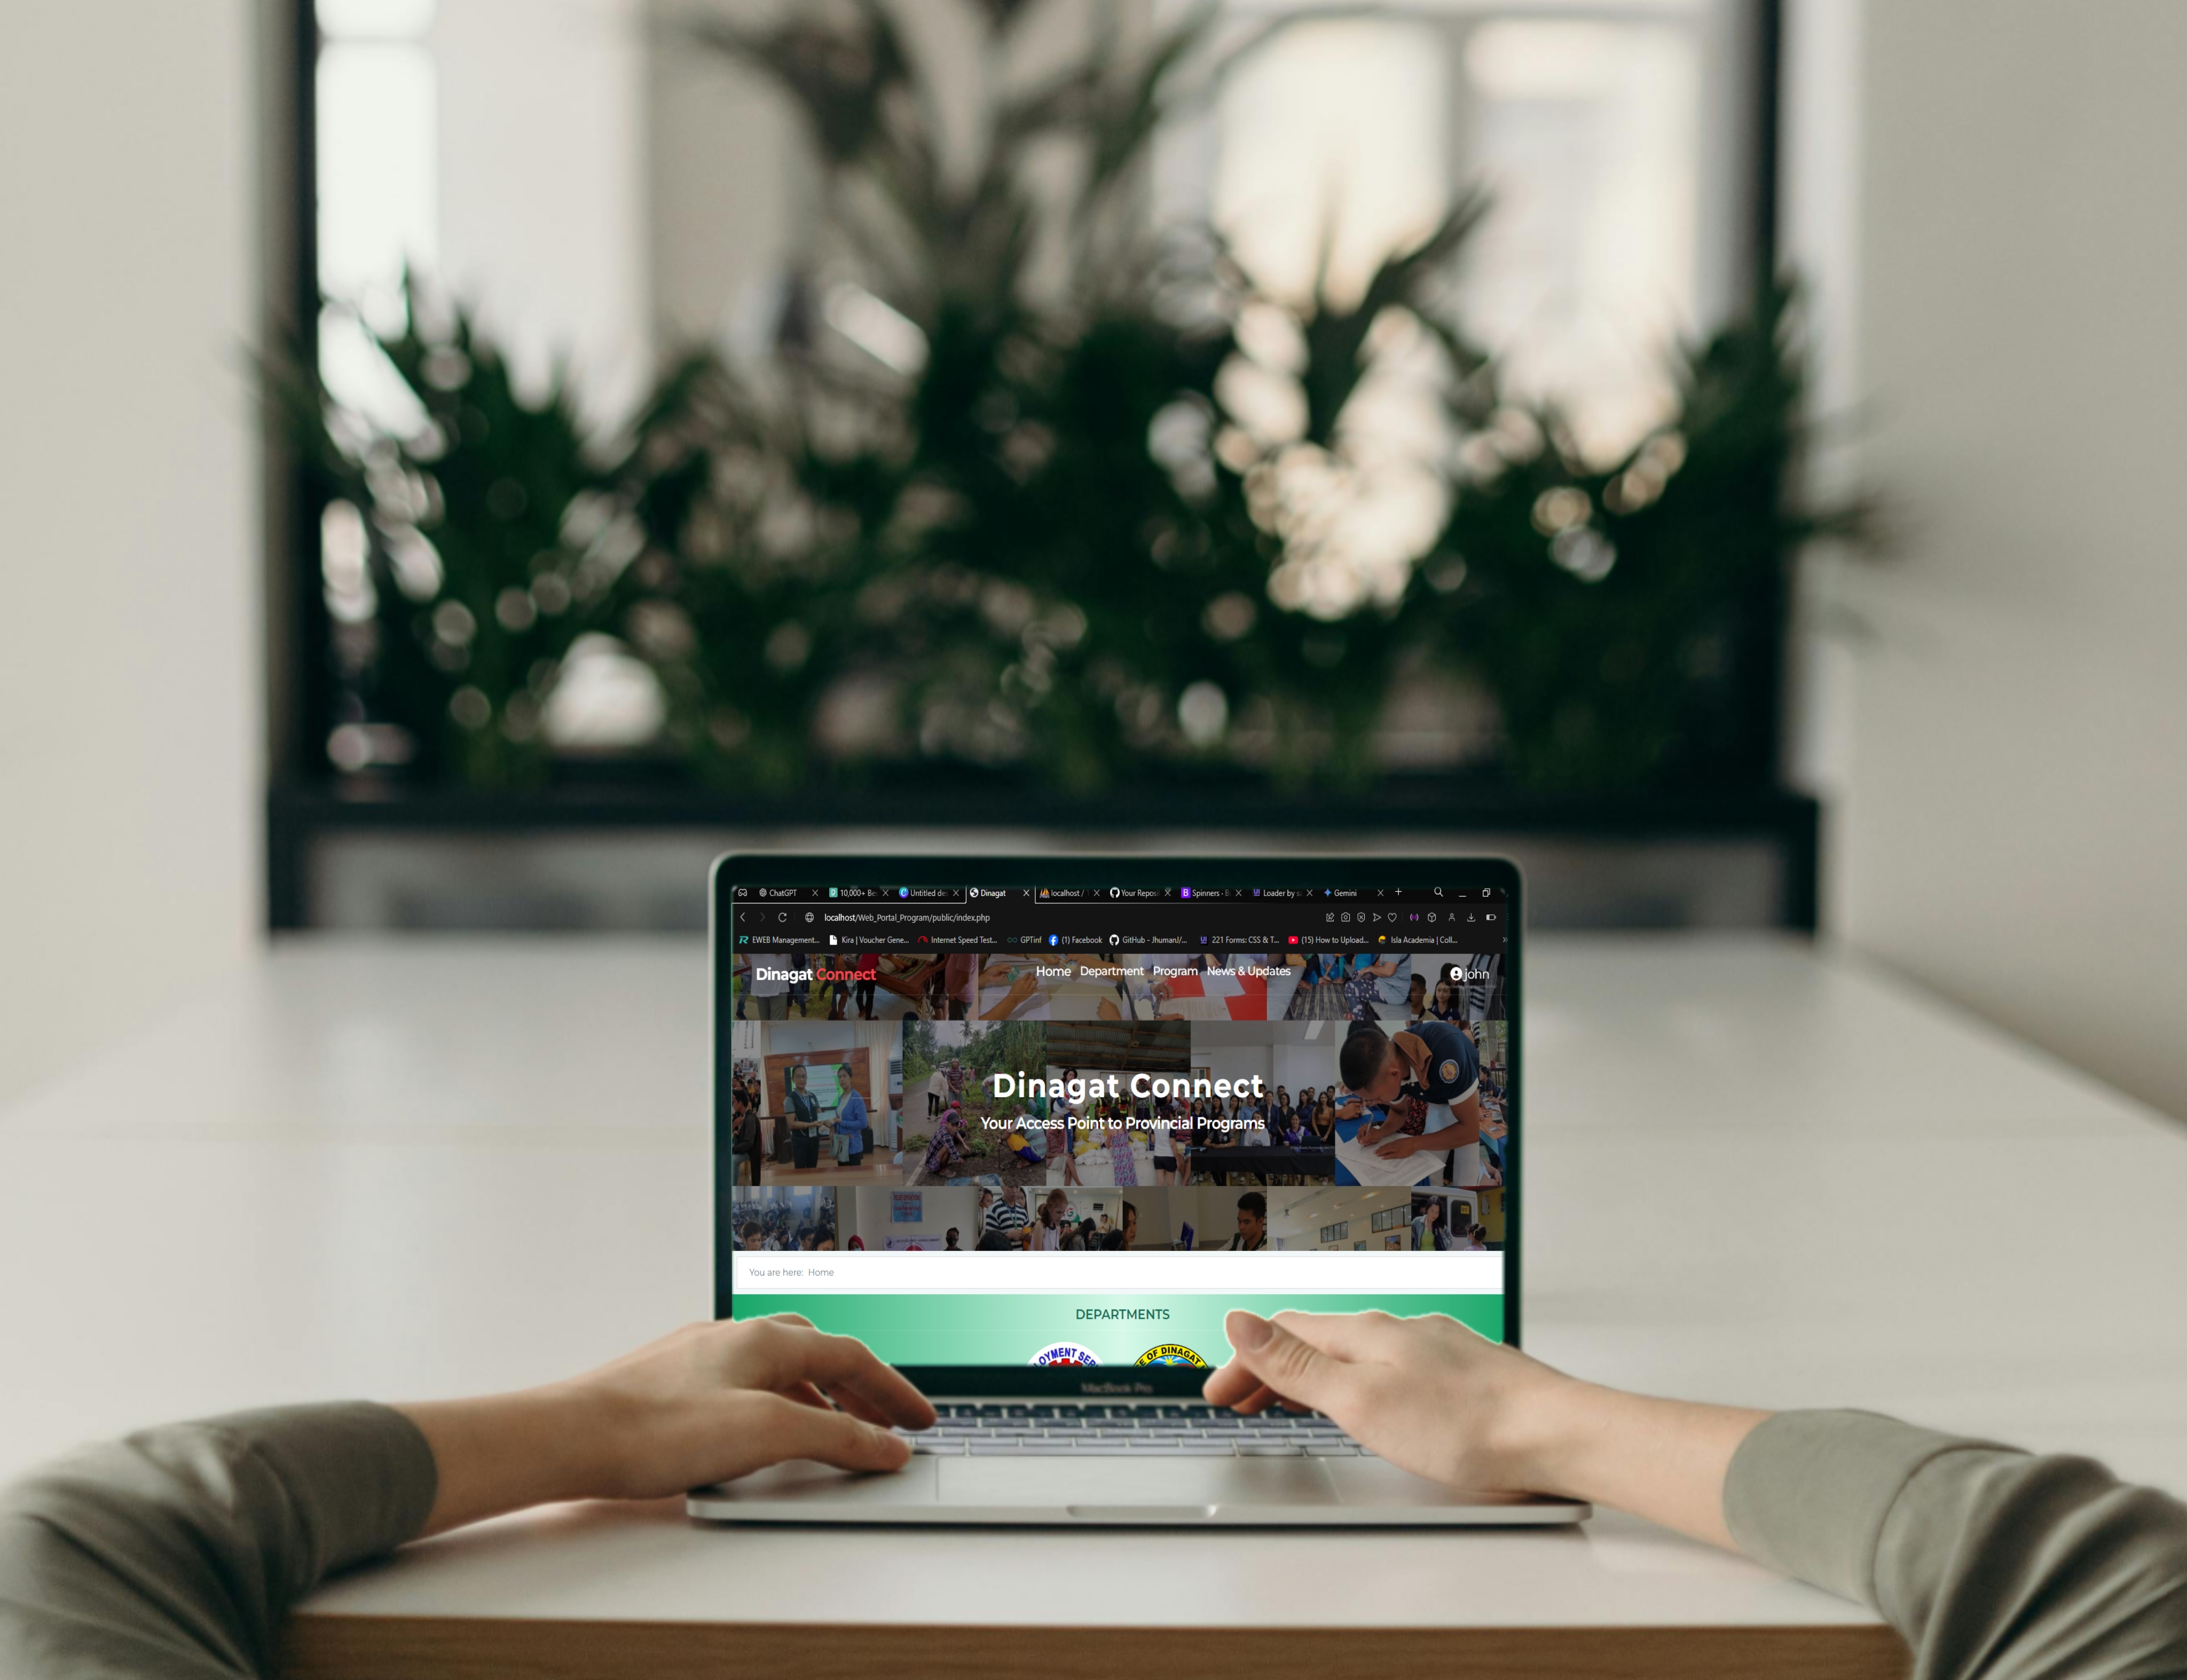 ChatGPT 10,000+ Be Untitled de Dinagat localhost / Your Repos Spinners · B Loader by s Gemini
localhost/Web_Portal_Program/public/index.php
EWEB Management... Kira | Voucher Gene... Internet Speed Test... GPTinf (1) Facebook GitHub - JhumanJ/... 221 Forms: CSS & T... (15) How to Upload... Isla Academia | Coll...
Dinagat Connect Home Department Program News & Updates john
Dinagat Connect
Your Access Point to Provincial Programs
You are here: Home
DEPARTMENTS
OYMENT SER
E OF DINAGAT
MacBook Pro